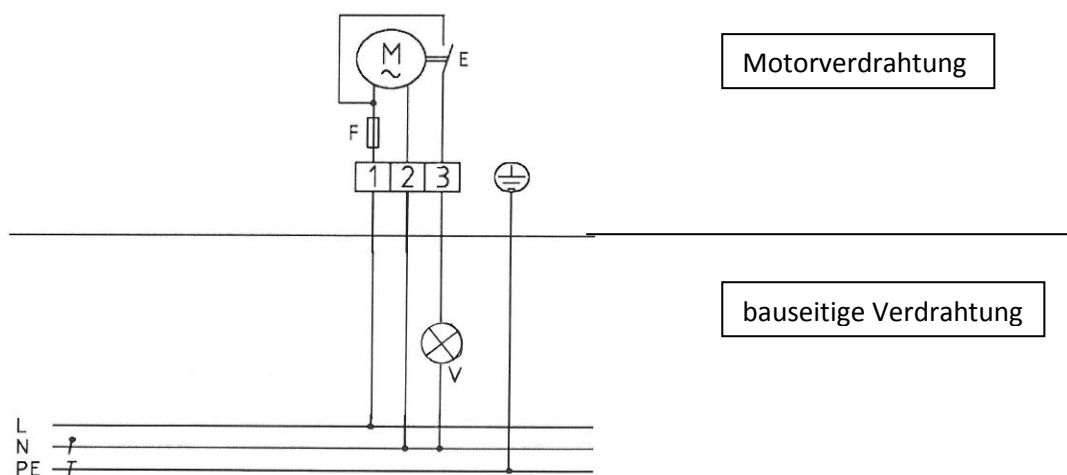 M
~
E
Motorverdrahtung
F
1 2 3
bauseitige Verdrahtung
V
L
N
PE